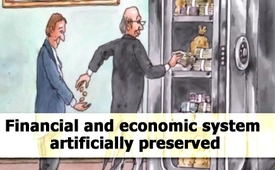 Financial and economic system
artificially preserved